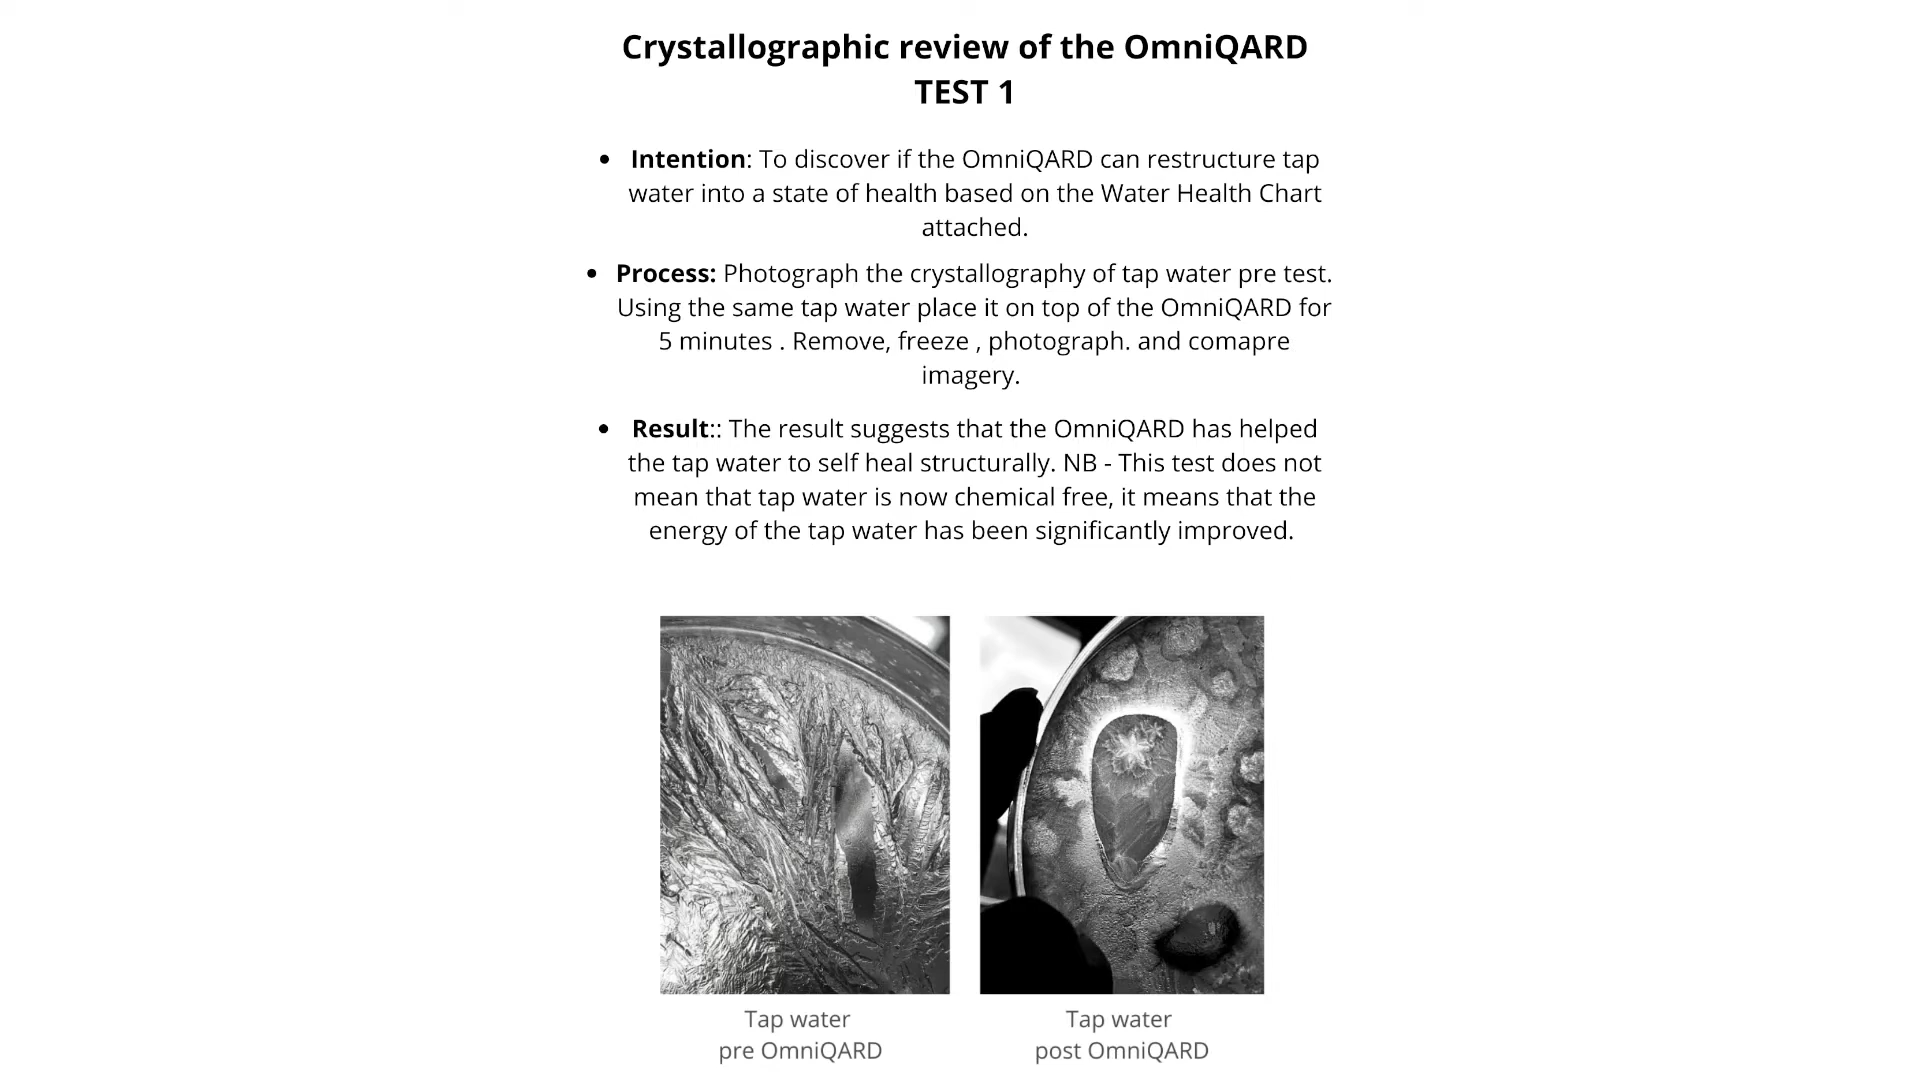 Crystallographic review of the OmniQARD
TEST 1
• Intention: To discover if the OmniQARD can restructure tap
water into a state of health based on the Water Health Chart
attached.
• Process: Photograph the crystallography of tap water pre test.
Using the same tap water place it on top of the OmniQARD for
5 minutes . Remove, freeze , photograph. and comapre
imagery.
• Result:: The result suggests that the OmniQARD has helped
the tap water to self heal structurally. NB - This test does not
mean that tap water is now chemical free, it means that the
energy of the tap water has been significantly improved.
Tap water
pre OmniQARD
Tap water
post OmniQARD